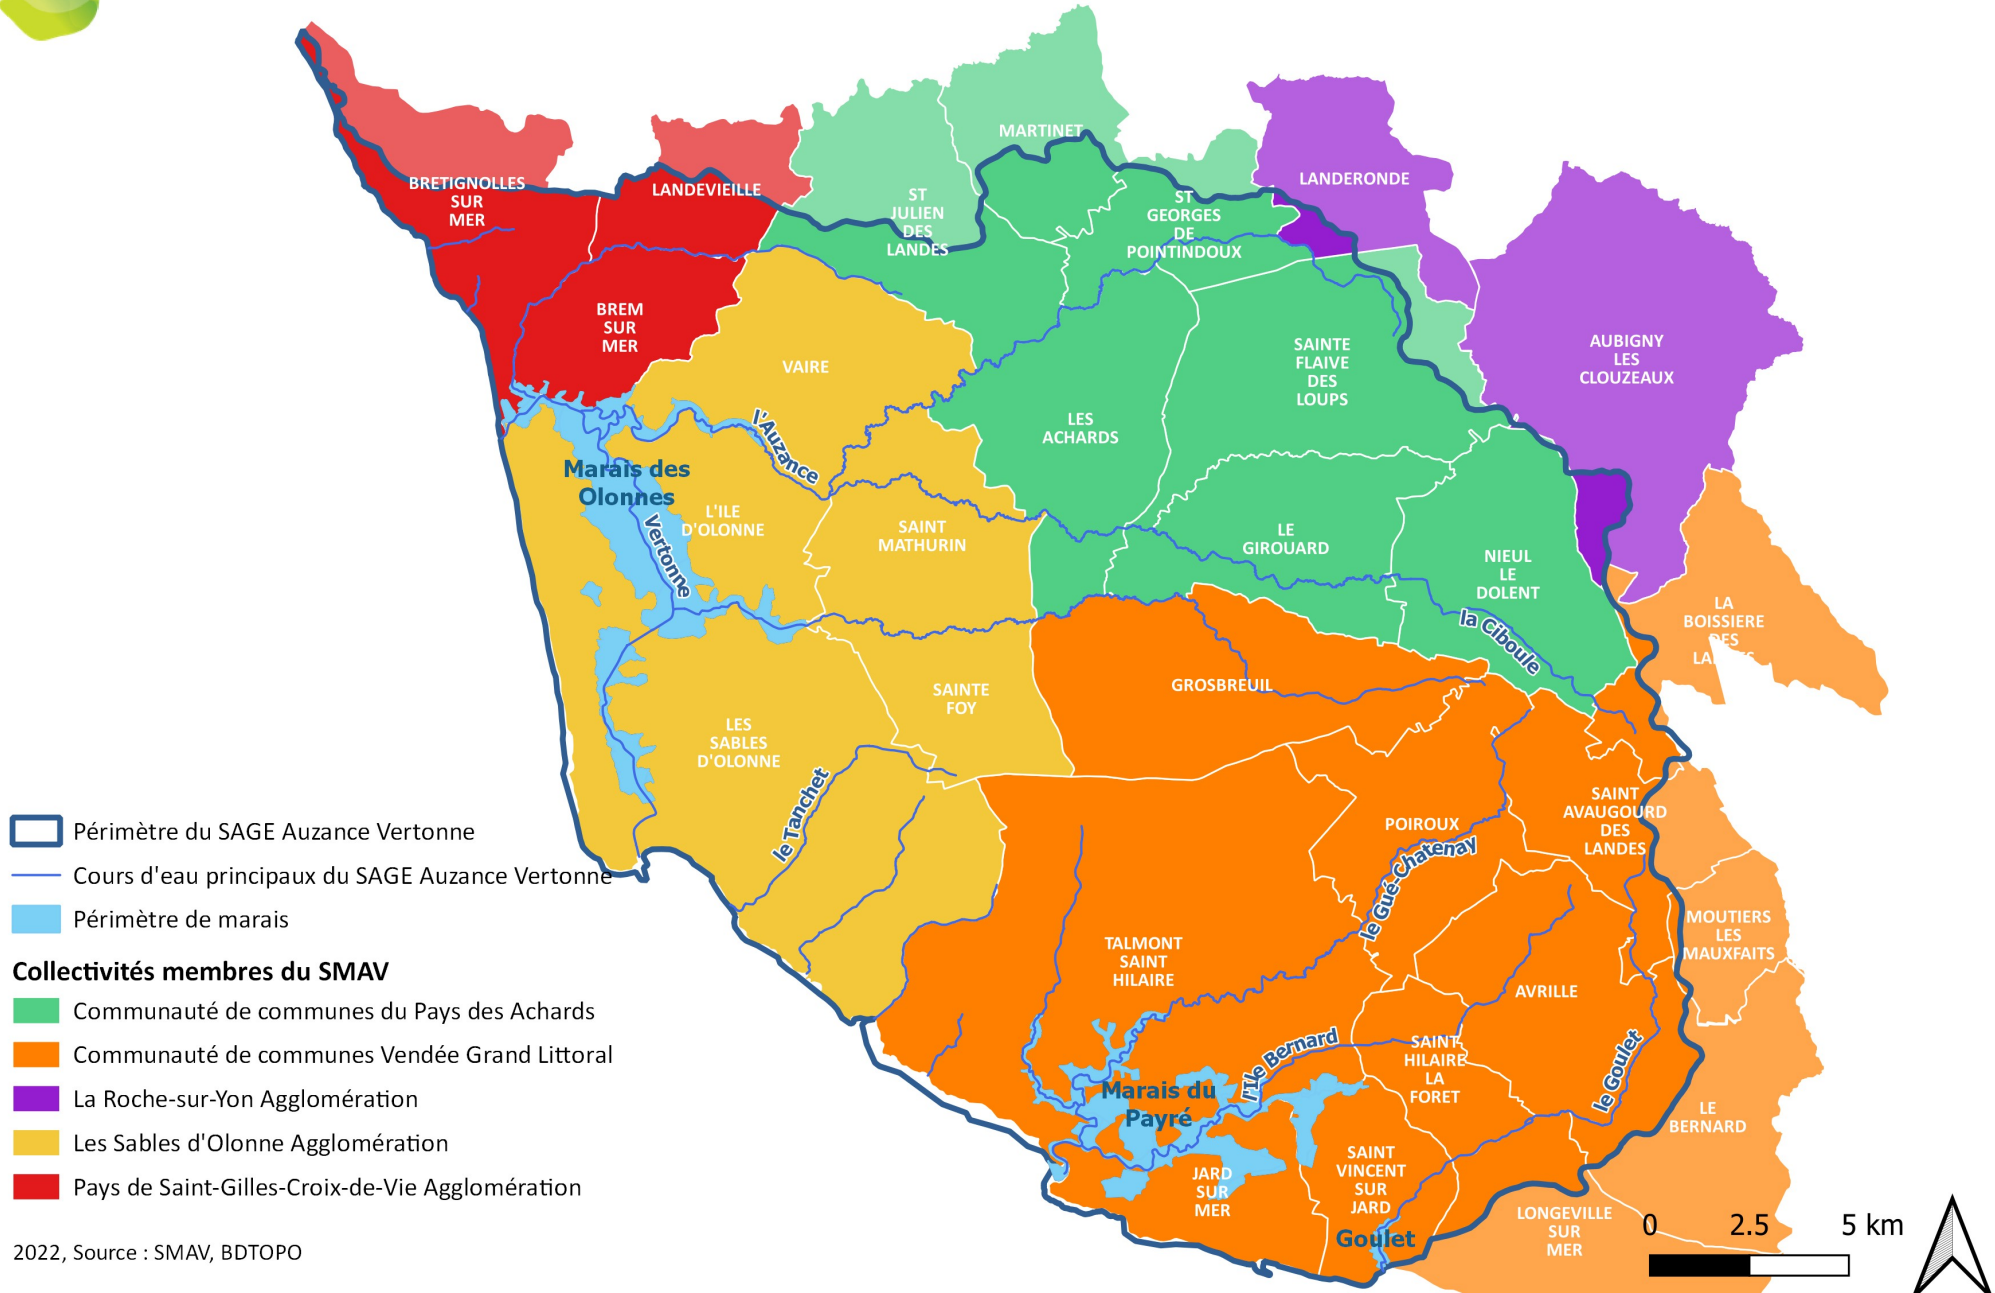 MARTINET
LANDERONDE
BRETIGNOLLES
SUR
MER
LANDEVIEILLE
ST
JULIEN
DES
LANDES
ST
GEORGES
DE
POINTINDOUX
BREM
SUR
MER
VAIRE
SAINTE
FLAIVE
DES
LOUPS
AUBIGNY
LES
CLOUZEAUX
LES
ACHARDS
l'Auzance
Marais des
Olonnes
L'ILE
D'OLONNE
Vertonne
SAINT
MATHURIN
LE
GIROUARD
NIEUL
LE
DOLENT
la Ciboule
LA
BOISSIERE
DES
GROSBREUIL
SAINTE
FOY
LES
SABLES
D'OLONNE
le Tanchet
POIROUX
SAINT
AVAUGOURD
DES
LANDES
le Gué-Chatenay
TALMONT
SAINT
HILAIRE
MOUTIERS
LES
MAUXFAITS
AVRILLE
SAINT
HILAIRE
LA
FORET
l'Ile Bernard
le Goulet
Marais du
Payré
LE
BERNARD
JARD
SUR
MER
SAINT
VINCENT
SUR
JARD
Goulet
LONGEVILLE
SUR
MER
0 2.5 5 km
Périmètre du SAGE Auzance Vertonne
Cours d'eau principaux du SAGE Auzance Vertonne
Périmètre de marais
Collectivités membres du SMAV
Communauté de communes du Pays des Achards
Communauté de communes Vendée Grand Littoral
La Roche-sur-Yon Agglomération
Les Sables d'Olonne Agglomération
Pays de Saint-Gilles-Croix-de-Vie Agglomération
2022, Source : SMAV, BDTOPO